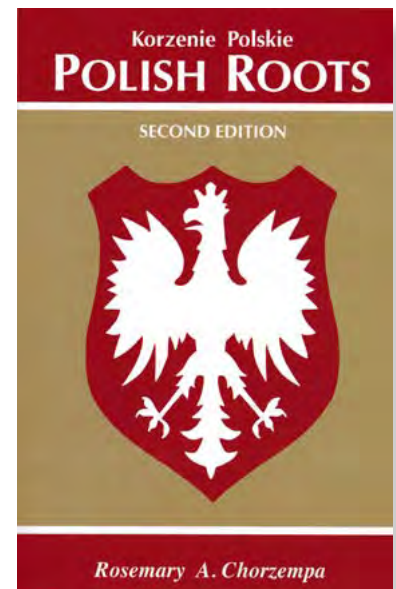 Korzenie Polskie
POLISH ROOTS
SECOND EDITION
Rosemary A. Chorzempa